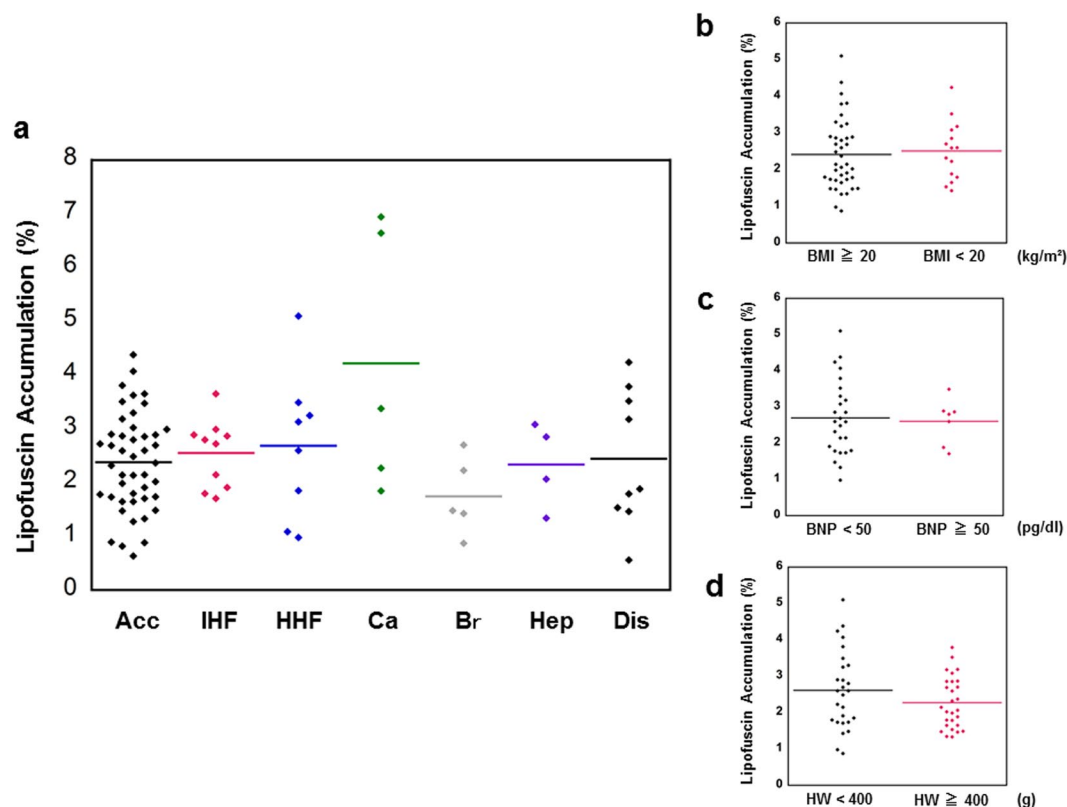 a
Lipofuscin Accumulation (%)
8
7
6
5
4
3
2
1
0
Acc IHF HHF Ca Br Hep Dis
b
Lipofuscin Accumulation (%)
6
5
4
3
2
1
0
BMI ≧ 20 BMI < 20 (kg/m²)
c
Lipofuscin Accumulation (%)
6
5
4
3
2
1
0
BNP < 50 BNP ≧ 50 (pg/dl)
d
Lipofuscin Accumulation (%)
6
5
4
3
2
1
0
HW < 400 HW ≧ 400 (g)